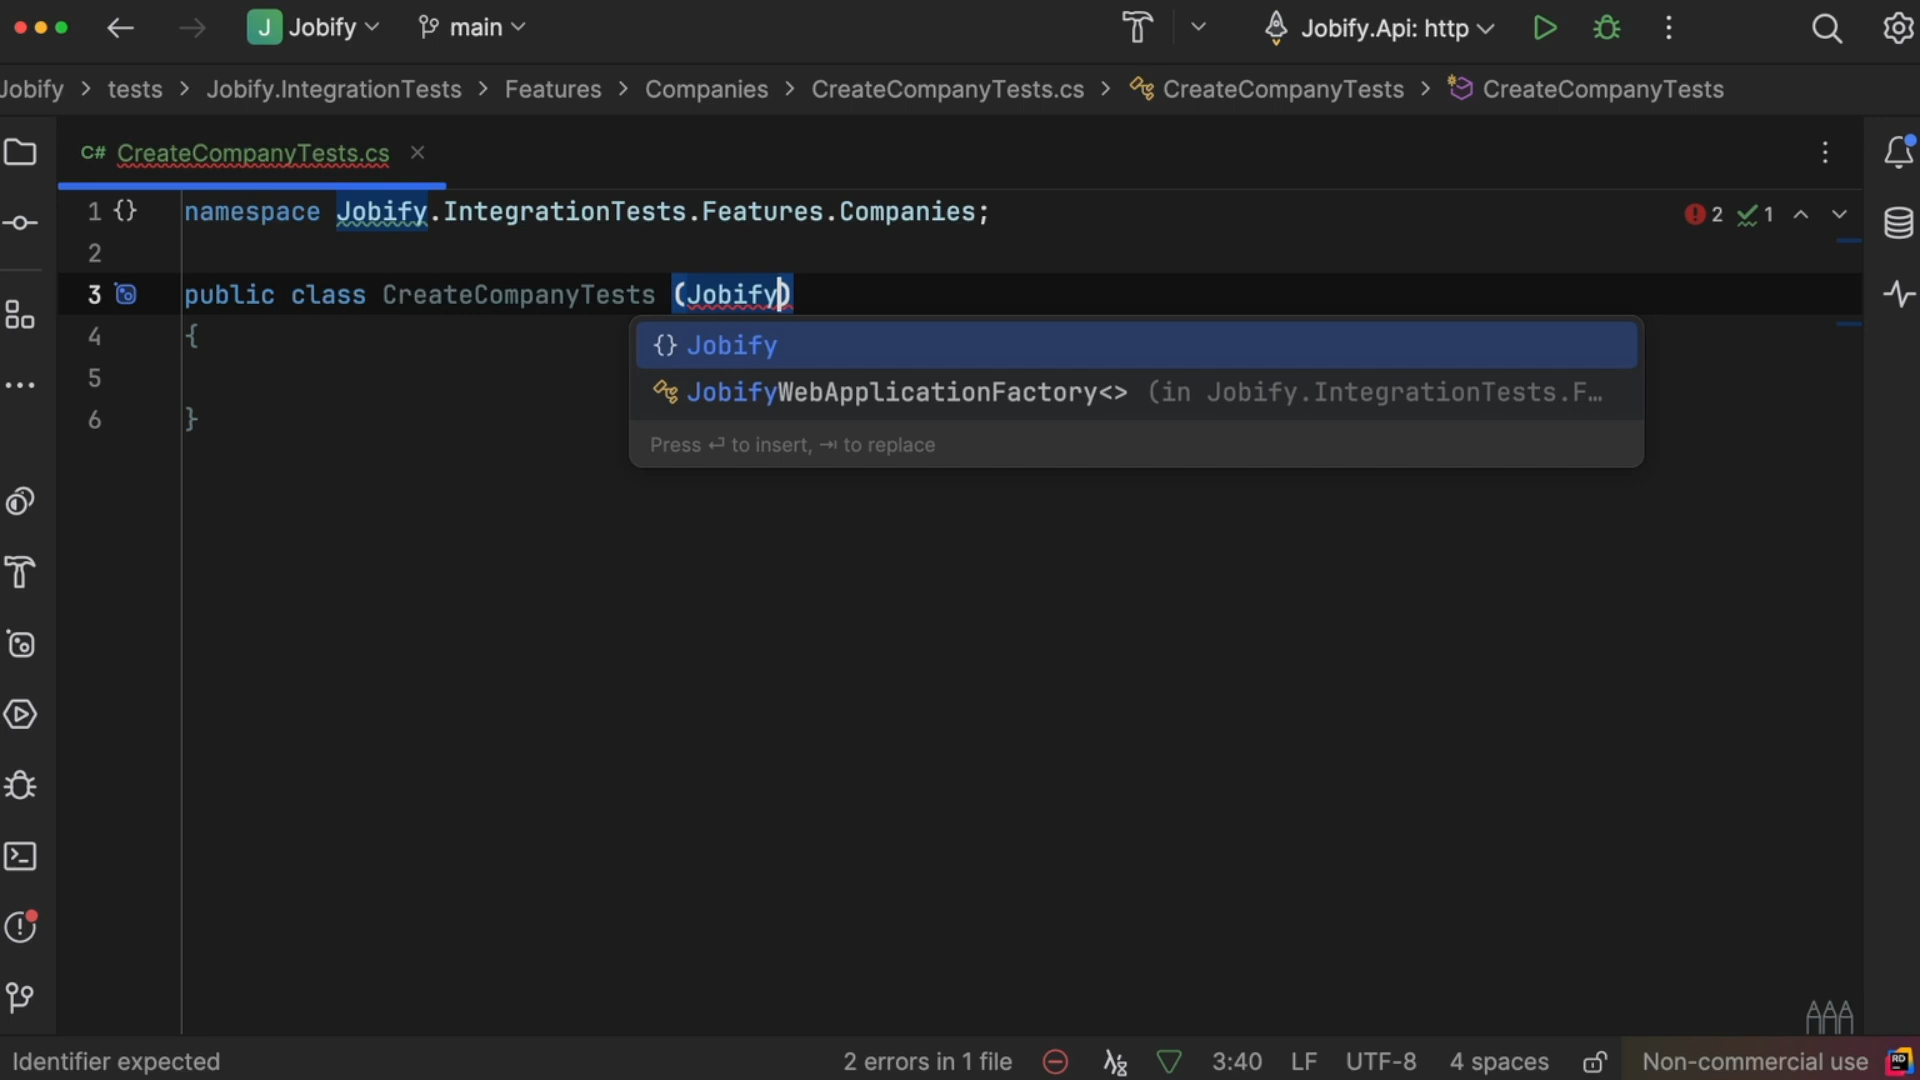 J Jobify main Jobify.Api: http
Jobify > tests > Jobify.IntegrationTests > Features > Companies > CreateCompanyTests.cs > CreateCompanyTests > CreateCompanyTests
C# CreateCompanyTests.cs
1 {} namespace Jobify.IntegrationTests.Features.Companies;
2 1
2
3 public class CreateCompanyTests (Jobify)
4 {
{} Jobify
5
JobifyWebApplicationFactory<> (in Jobify.IntegrationTests.F…
6 }
Press ⏎ to insert, ⇥ to replace
Identifier expected 2 errors in 1 file 3:40 LF UTF-8 4 spaces Non-commercial use RD